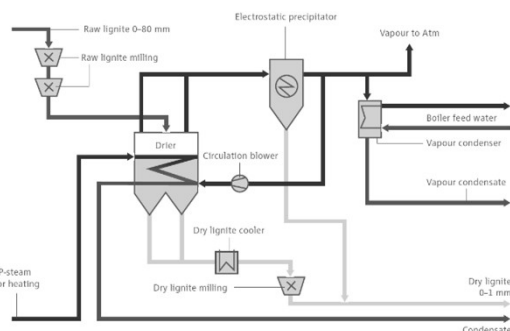 Electrostatic precipitator
Raw lignite 0–80 mm
Vapour to Atm
Raw lignite milling
Boiler feed water
Drier
Circulation blower
Vapour condenser
Vapour condensate
Dry lignite cooler
P-steam
or heating
Dry lignite milling
Dry lignite
0–1 mm
Condensate